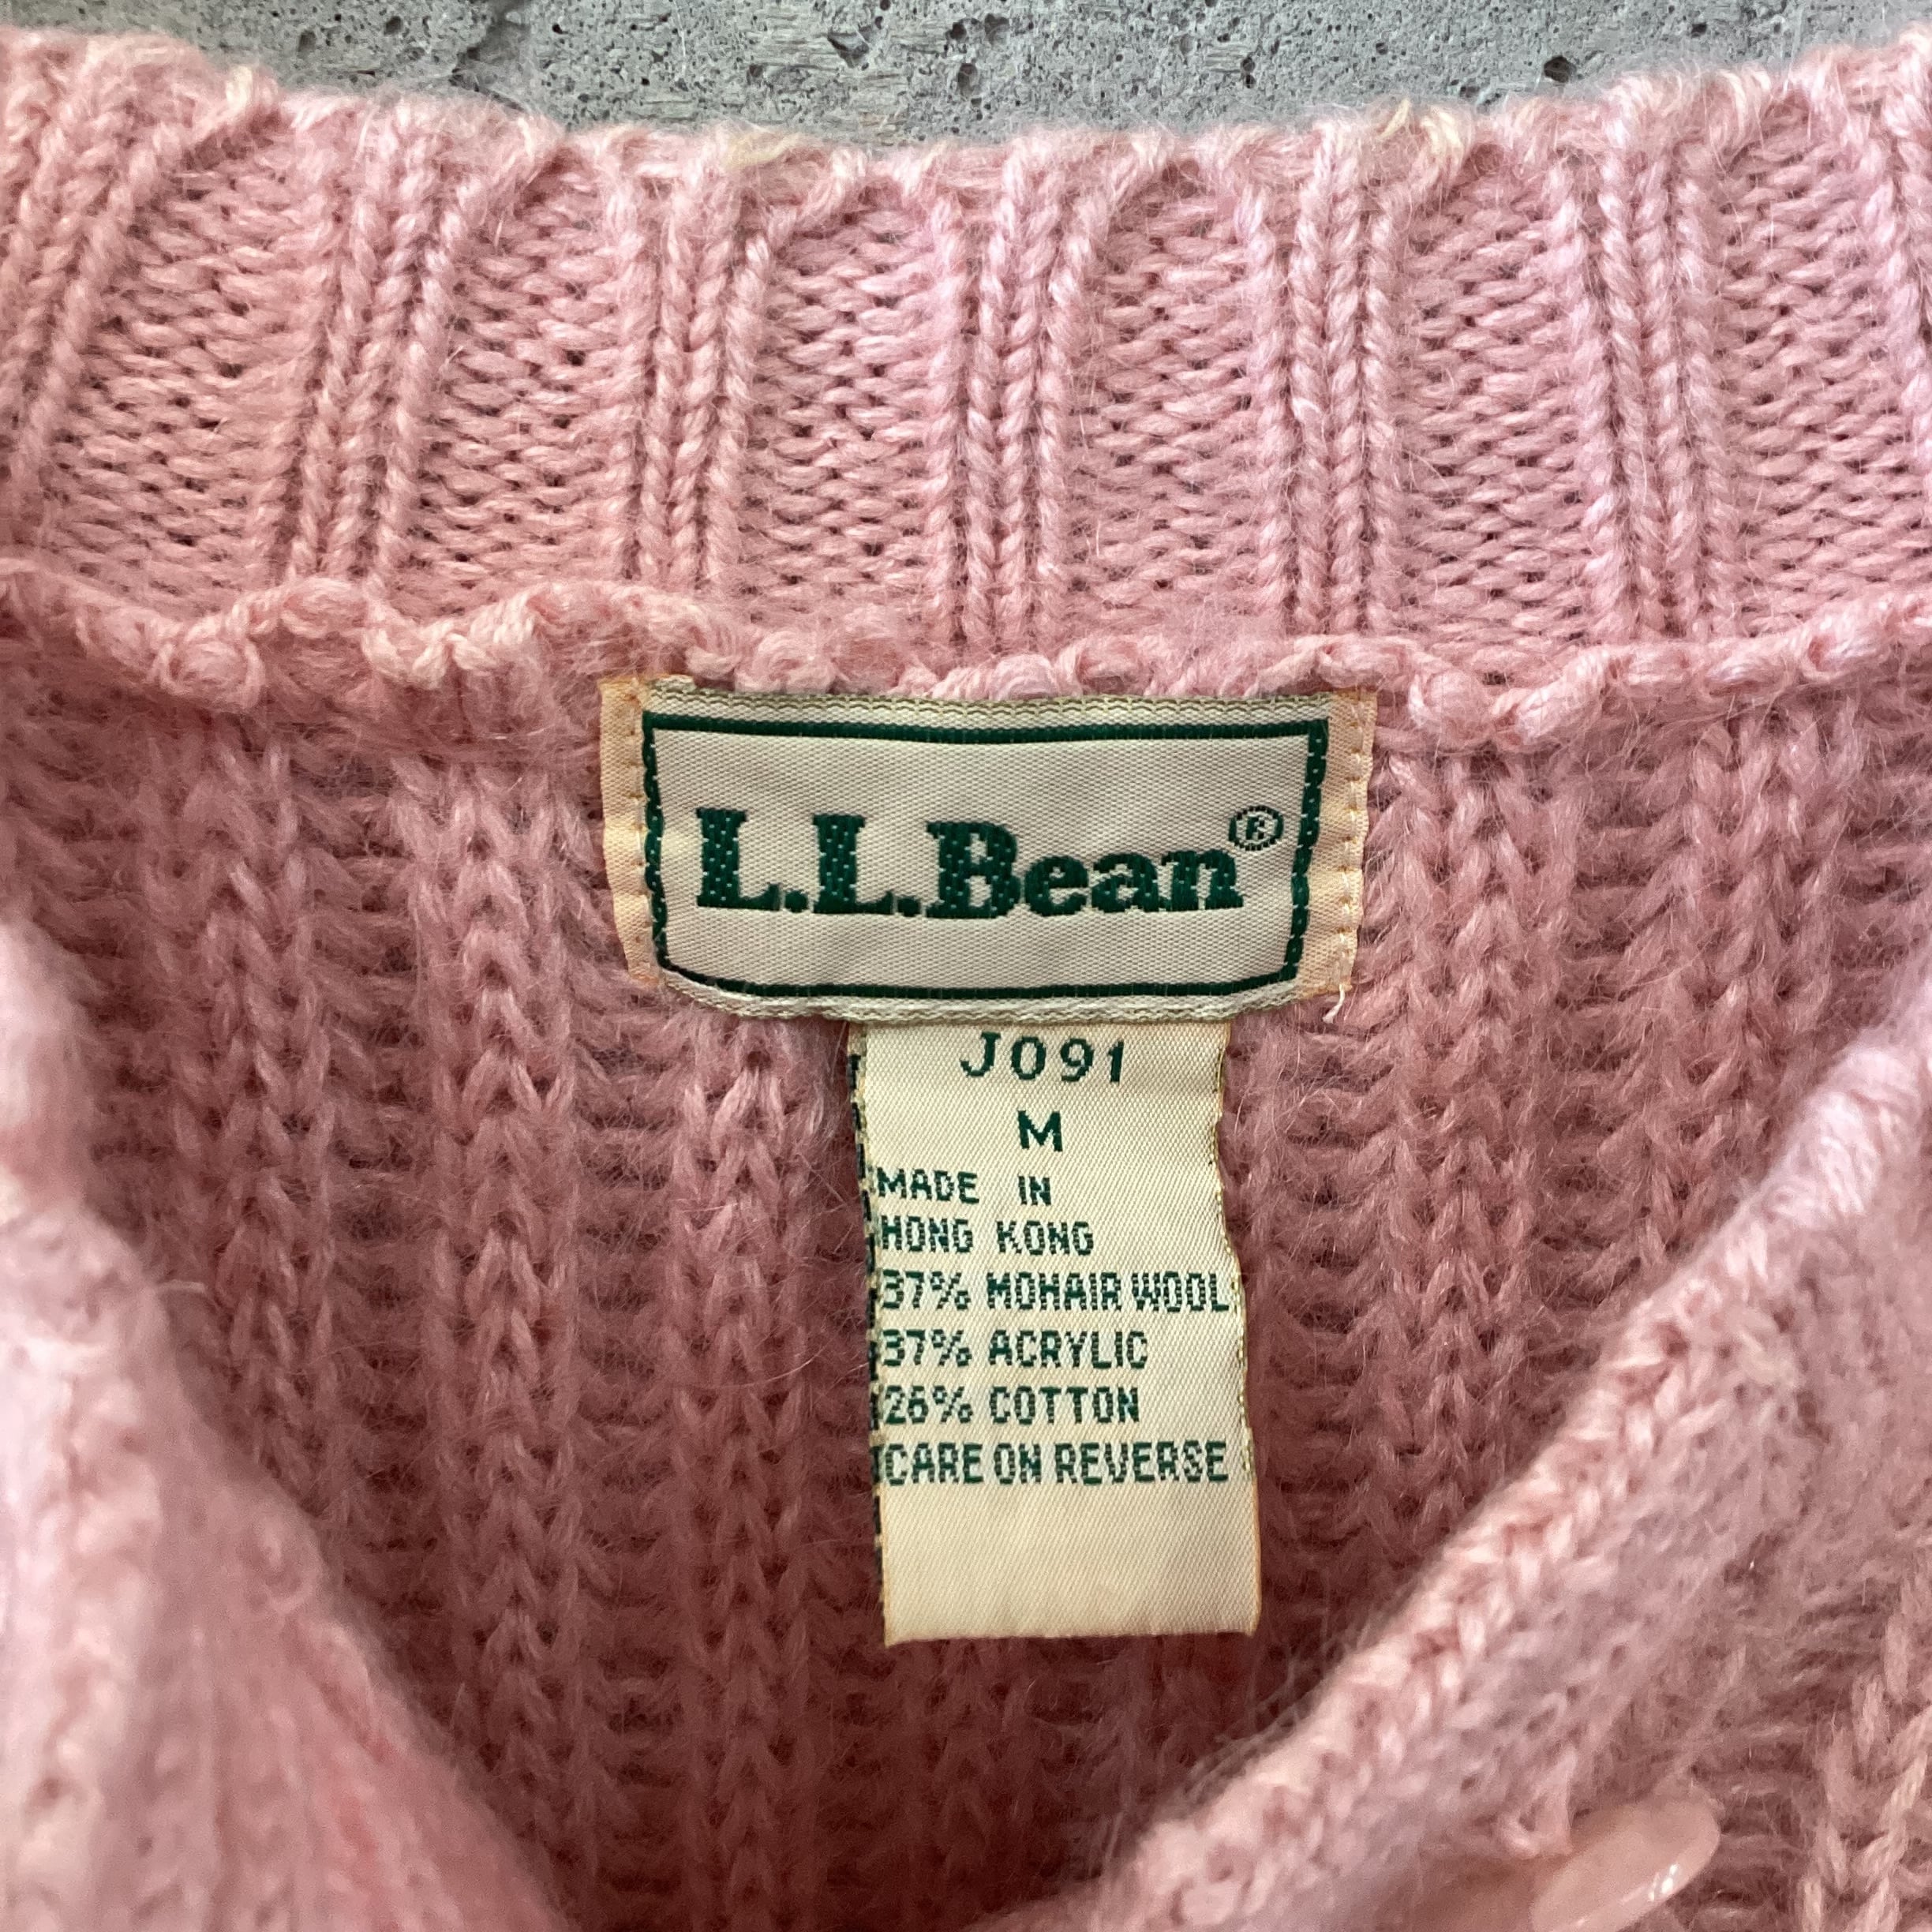 L.L.Bean®
J091
M
MADE IN
HONG KONG
37% MOHAIR WOOL
37% ACRYLIC
26% COTTON
CARE ON REVERSE